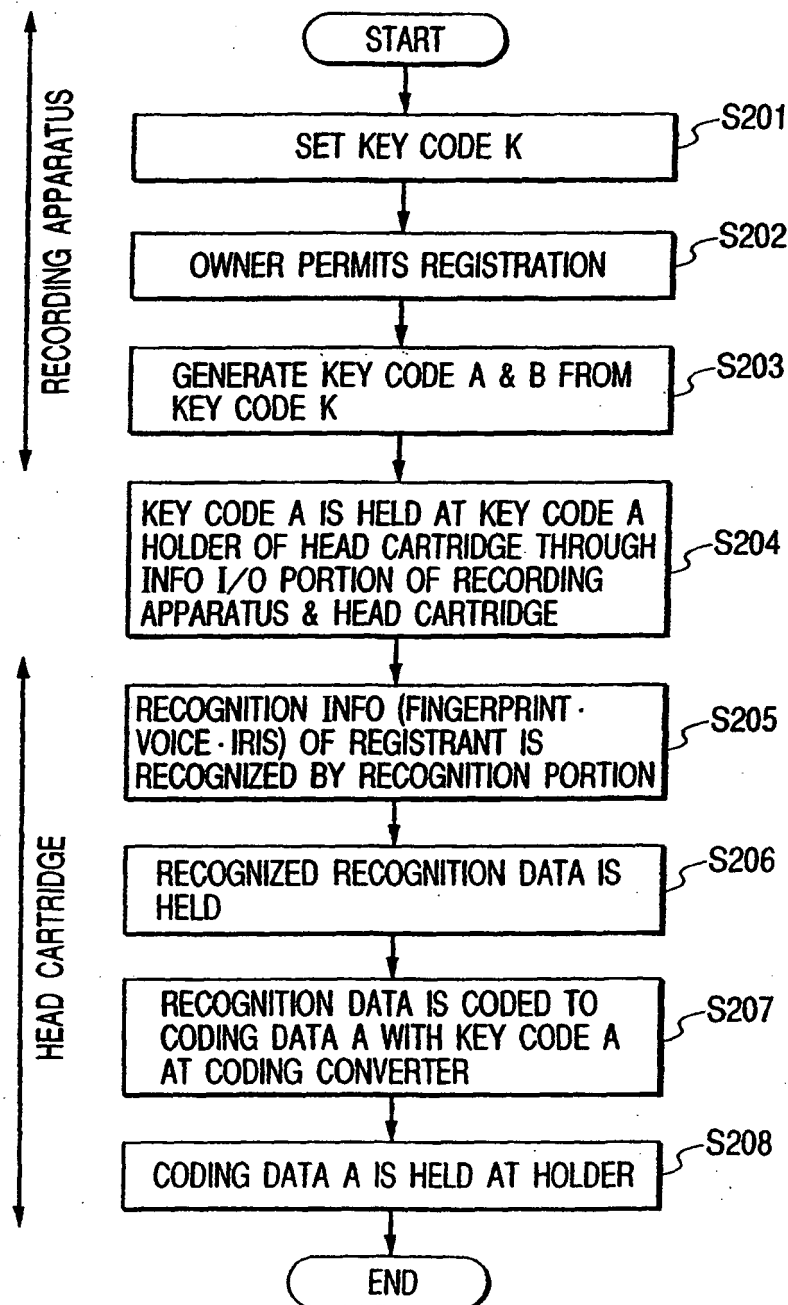 START
RECORDING APPARATUS
SET KEY CODE K
S201
OWNER PERMITS REGISTRATION
S202
GENERATE KEY CODE A & B FROM
KEY CODE K
S203
KEY CODE A IS HELD AT KEY CODE A
HOLDER OF HEAD CARTRIDGE THROUGH
INFO I/O PORTION OF RECORDING
APPARATUS & HEAD CARTRIDGE
S204
HEAD CARTRIDGE
RECOGNITION INFO (FINGERPRINT·
VOICE·IRIS) OF REGISTRANT IS
RECOGNIZED BY RECOGNITION PORTION
S205
RECOGNIZED RECOGNITION DATA IS
HELD
S206
RECOGNITION DATA IS CODED TO
CODING DATA A WITH KEY CODE A
AT CODING CONVERTER
S207
CODING DATA A IS HELD AT HOLDER
S208
END